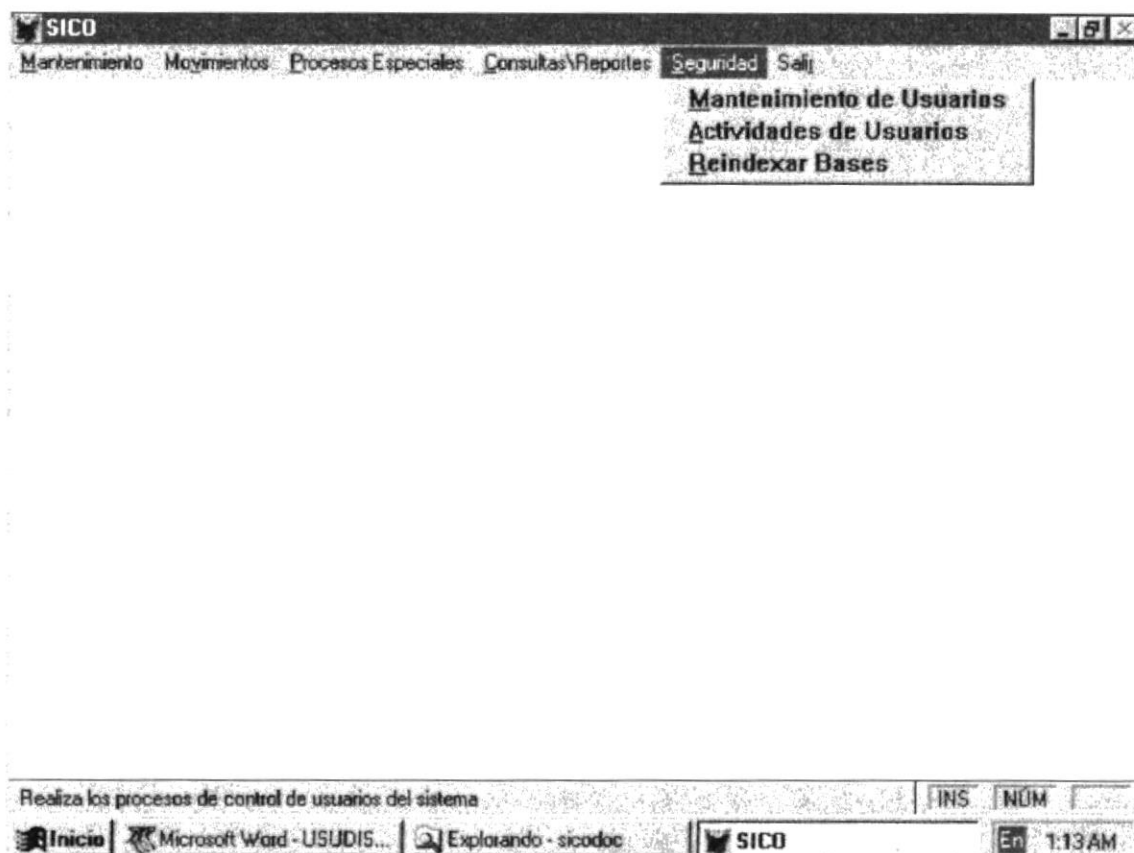 SICO
Mantenimiento Movimientos Procesos Especiales Consultas\Reportes Seguridad Salir
Mantenimiento de Usuarios
Actividades de Usuarios
Reindexar Bases
Realiza los procesos de control de usuarios del sistema INS NÚM
Inicio Microsoft Word - USUDIS... Explorando - sicodoc SICO En 1:13 AM